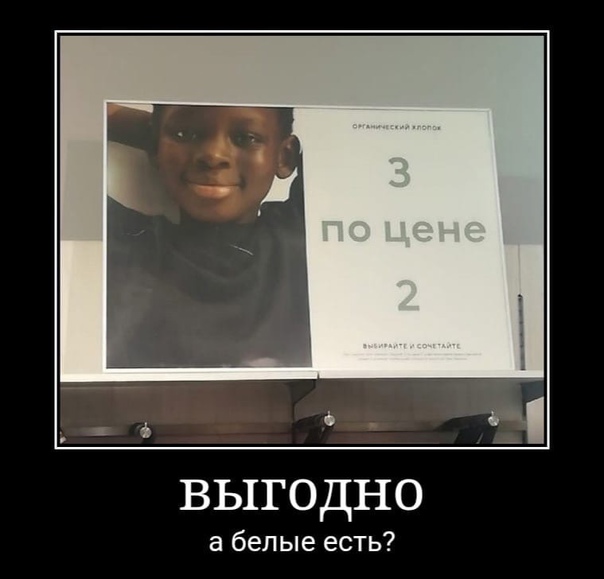 ОРГАНИЧЕСКИЙ ХЛОПОК
3
по цене
2
ВЫБИРАЙТЕ И СОЧЕТАЙТЕ
выгодно
а белые есть?